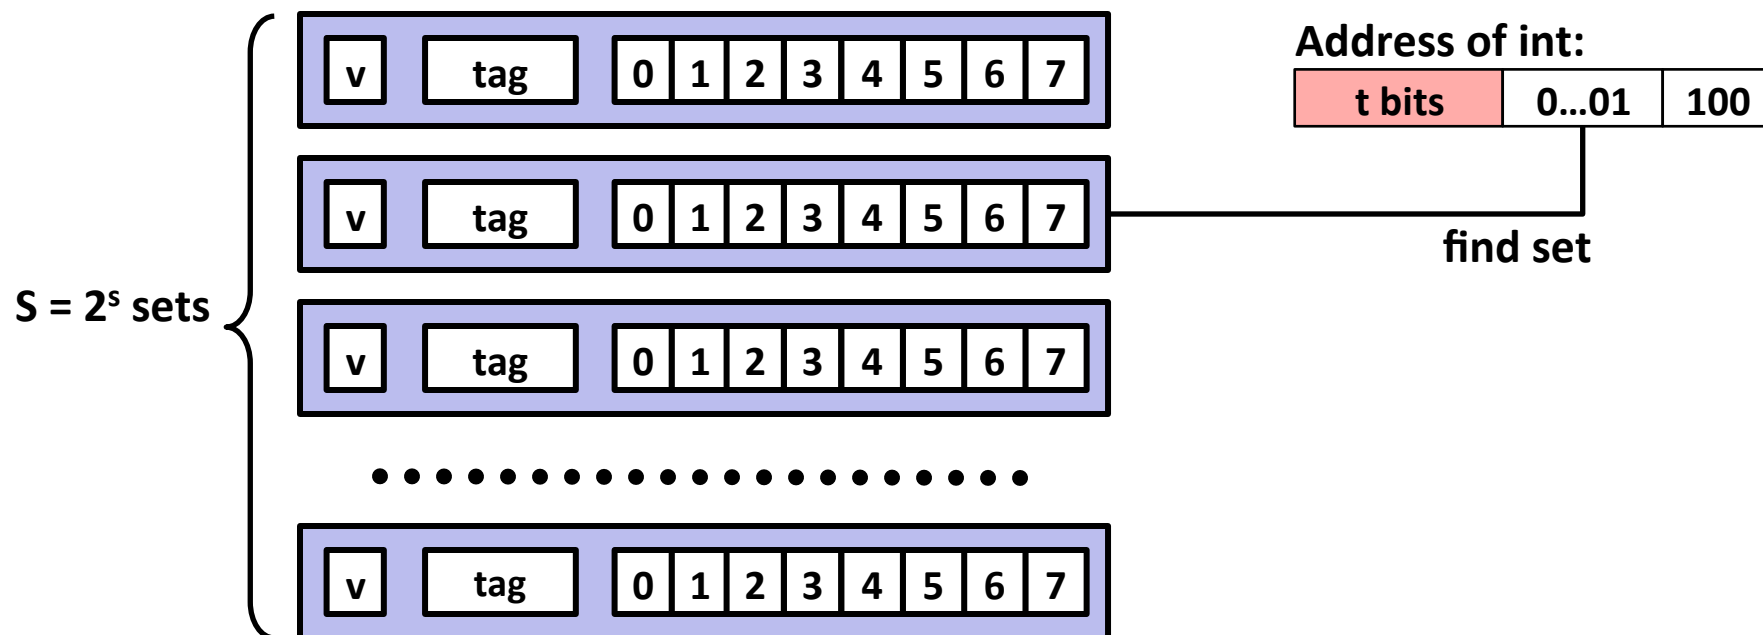 v tag 0 1 2 3 4 5 6 7
Address of int:
t bits 0...01 100
v tag 0 1 2 3 4 5 6 7
find set
S = 2ˢ sets
v tag 0 1 2 3 4 5 6 7
v tag 0 1 2 3 4 5 6 7